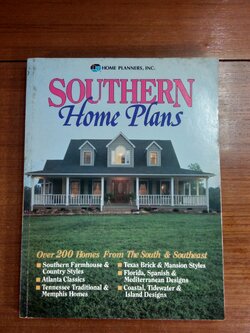 HOME PLANNERS, INC.
SOUTHERN
Home Plans
Over 200 Homes From The South & Southeast
Southern Farmhouse &
Country Styles
Atlanta Classics
Tennessee Traditional &
Memphis Homes
Texas Brick & Mansion Styles
Florida, Spanish &
Mediterranean Designs
Coastal, Tidewater &
Island Designs